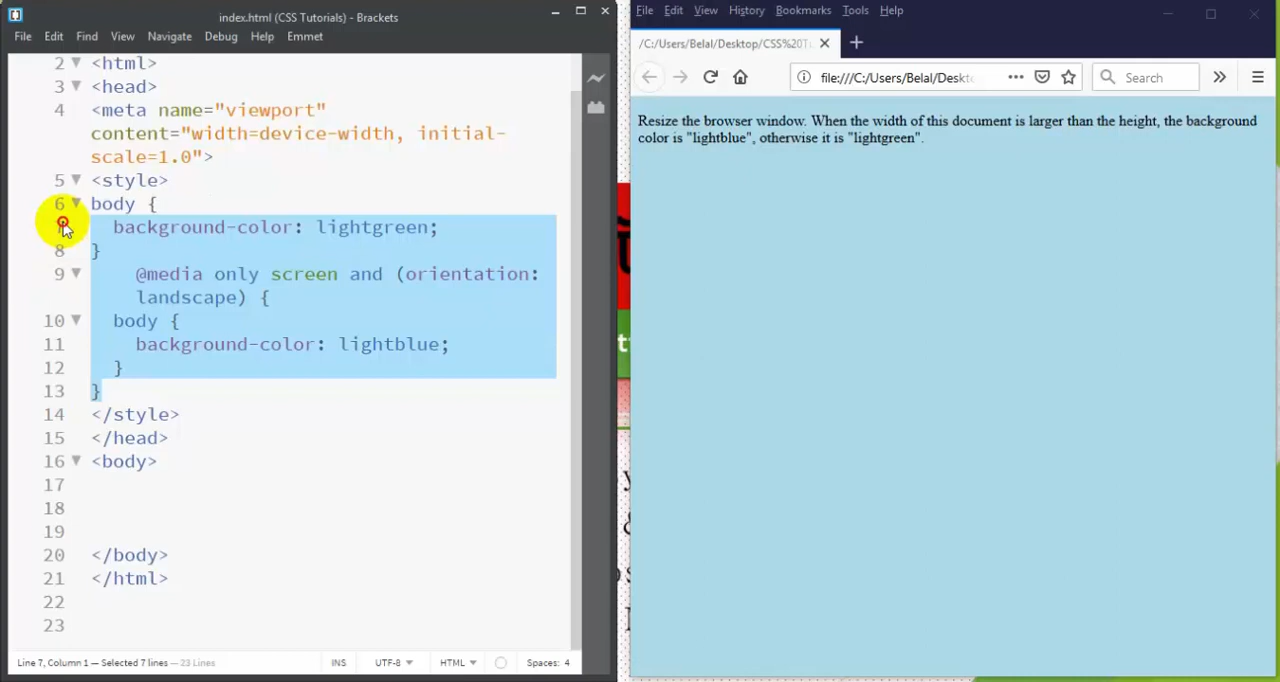 index.html (CSS Tutorials) - Brackets
File Edit Find View Navigate Debug Help Emmet
2 <html>
3 <head>
4 <meta name="viewport"
content="width=device-width, initial-
scale=1.0">
5 <style>
6 body {
background-color: lightgreen;
8 }
9 @media only screen and (orientation:
landscape) {
10 body {
11 background-color: lightblue;
12 }
13 }
14 </style>
15 </head>
16 <body>
17
18
19
20 </body>
21 </html>
22
23
Line 7, Column 1 — Selected 7 lines — 23 Lines
INS UTF-8 HTML Spaces: 4
File Edit View History Bookmarks Tools Help
/C:/Users/Belal/Desktop/CSS%20T
file:///C:/Users/Belal/Deskt
Search
Resize the browser window. When the width of this document is larger than the height, the background
color is "lightblue", otherwise it is "lightgreen".